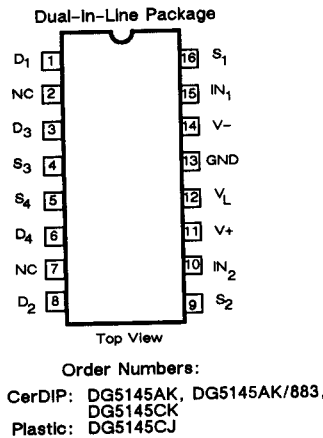 Dual-In-Line Package
D1 1 16 S1
NC 2 15 IN1
D3 3 14 V-
S3 4 13 GND
S4 5 12 VL
D4 6 11 V+
NC 7 10 IN2
D2 8 9 S2
Top View
Order Numbers:
CerDIP: DG5145AK, DG5145AK/883,
DG5145CK
Plastic: DG5145CJ